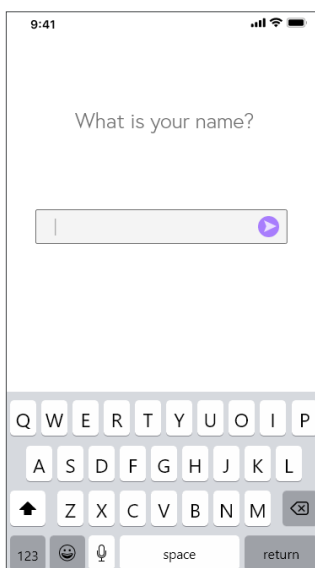 9:41
What is your name?
Q W E R T Y U O I P
A S D F G H J K L
Z X C V B N M
123 space return